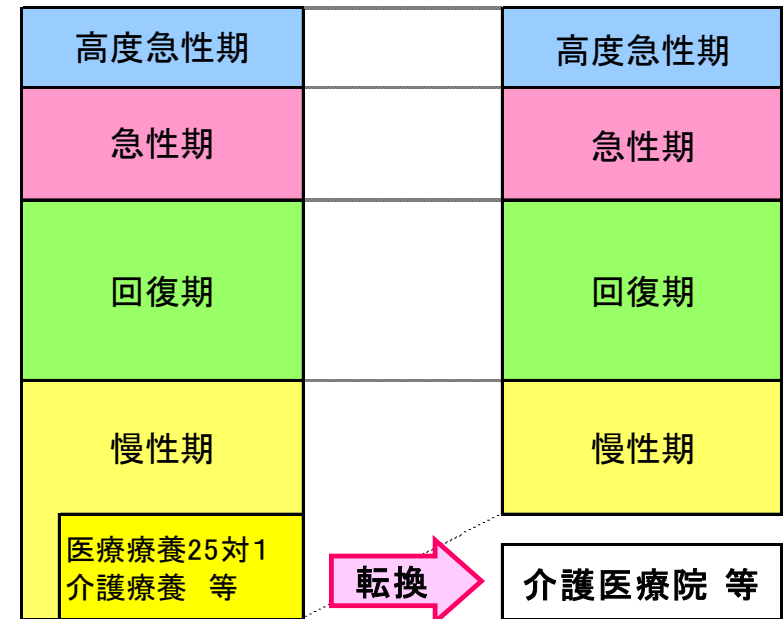 高度急性期
急性期
回復期
慢性期
医療療養25対1
介護療養 等
転換
高度急性期
急性期
回復期
慢性期
介護医療院 等